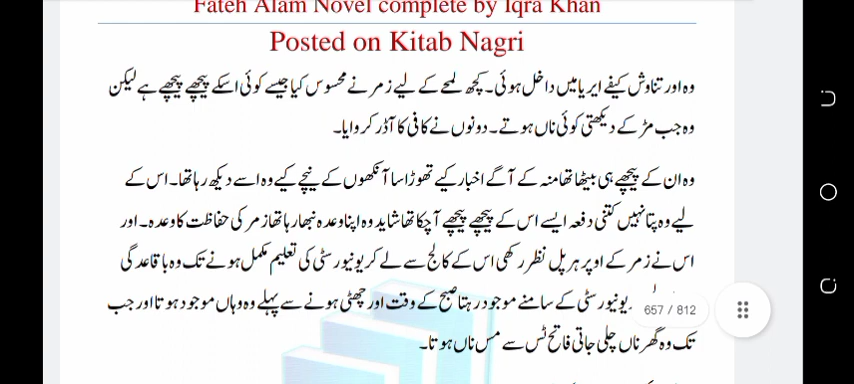 Fateh Alam Novel complete by Iqra Khan
Posted on Kitab Nagri
وہ اور تناوش کیفے ایریا میں داخل ہوئی۔ کچھ لمحے کے لیے زمر نے محسوس کیا جیسے کوئی اسکے پیچھے پیچھے ہے لیکن
وہ جب مڑ کے دیکھتی کوئی ناں ہوتے۔ دونوں نے کافی کا آڈر کروایا۔
وہ ان کے پیچھے ہی بیٹھا تھا منہ کے آگے اخبار کیے تھوڑا سا آنکھوں کے نیچے کیے وہ اسے دیکھ رہا تھا۔ اس کے
لیے وہ پتا نہیں کتنی دفعہ ایسے اس کے پیچھے پیچھے آ چکا تھا شاید وہ اپنا وعدہ نبھا رہا تھا زمر کی حفاظت کا وعدہ۔ اور
اس نے زمر کے اوپر ہر پل نظر رکھی اس کے کالج سے لے کر یونیورسٹی کی تعلیم مکمل ہونے تک وہ باقاعدگی
یونیورسٹی کے سامنے موجود رہتا صبح کے وقت اور چھٹی ہونے سے پہلے وہ وہاں موجود ہوتا اور جب
657 / 812
تک وہ گھر ناں چلی جاتی فاتح ٹس سے مس ناں ہوتا۔